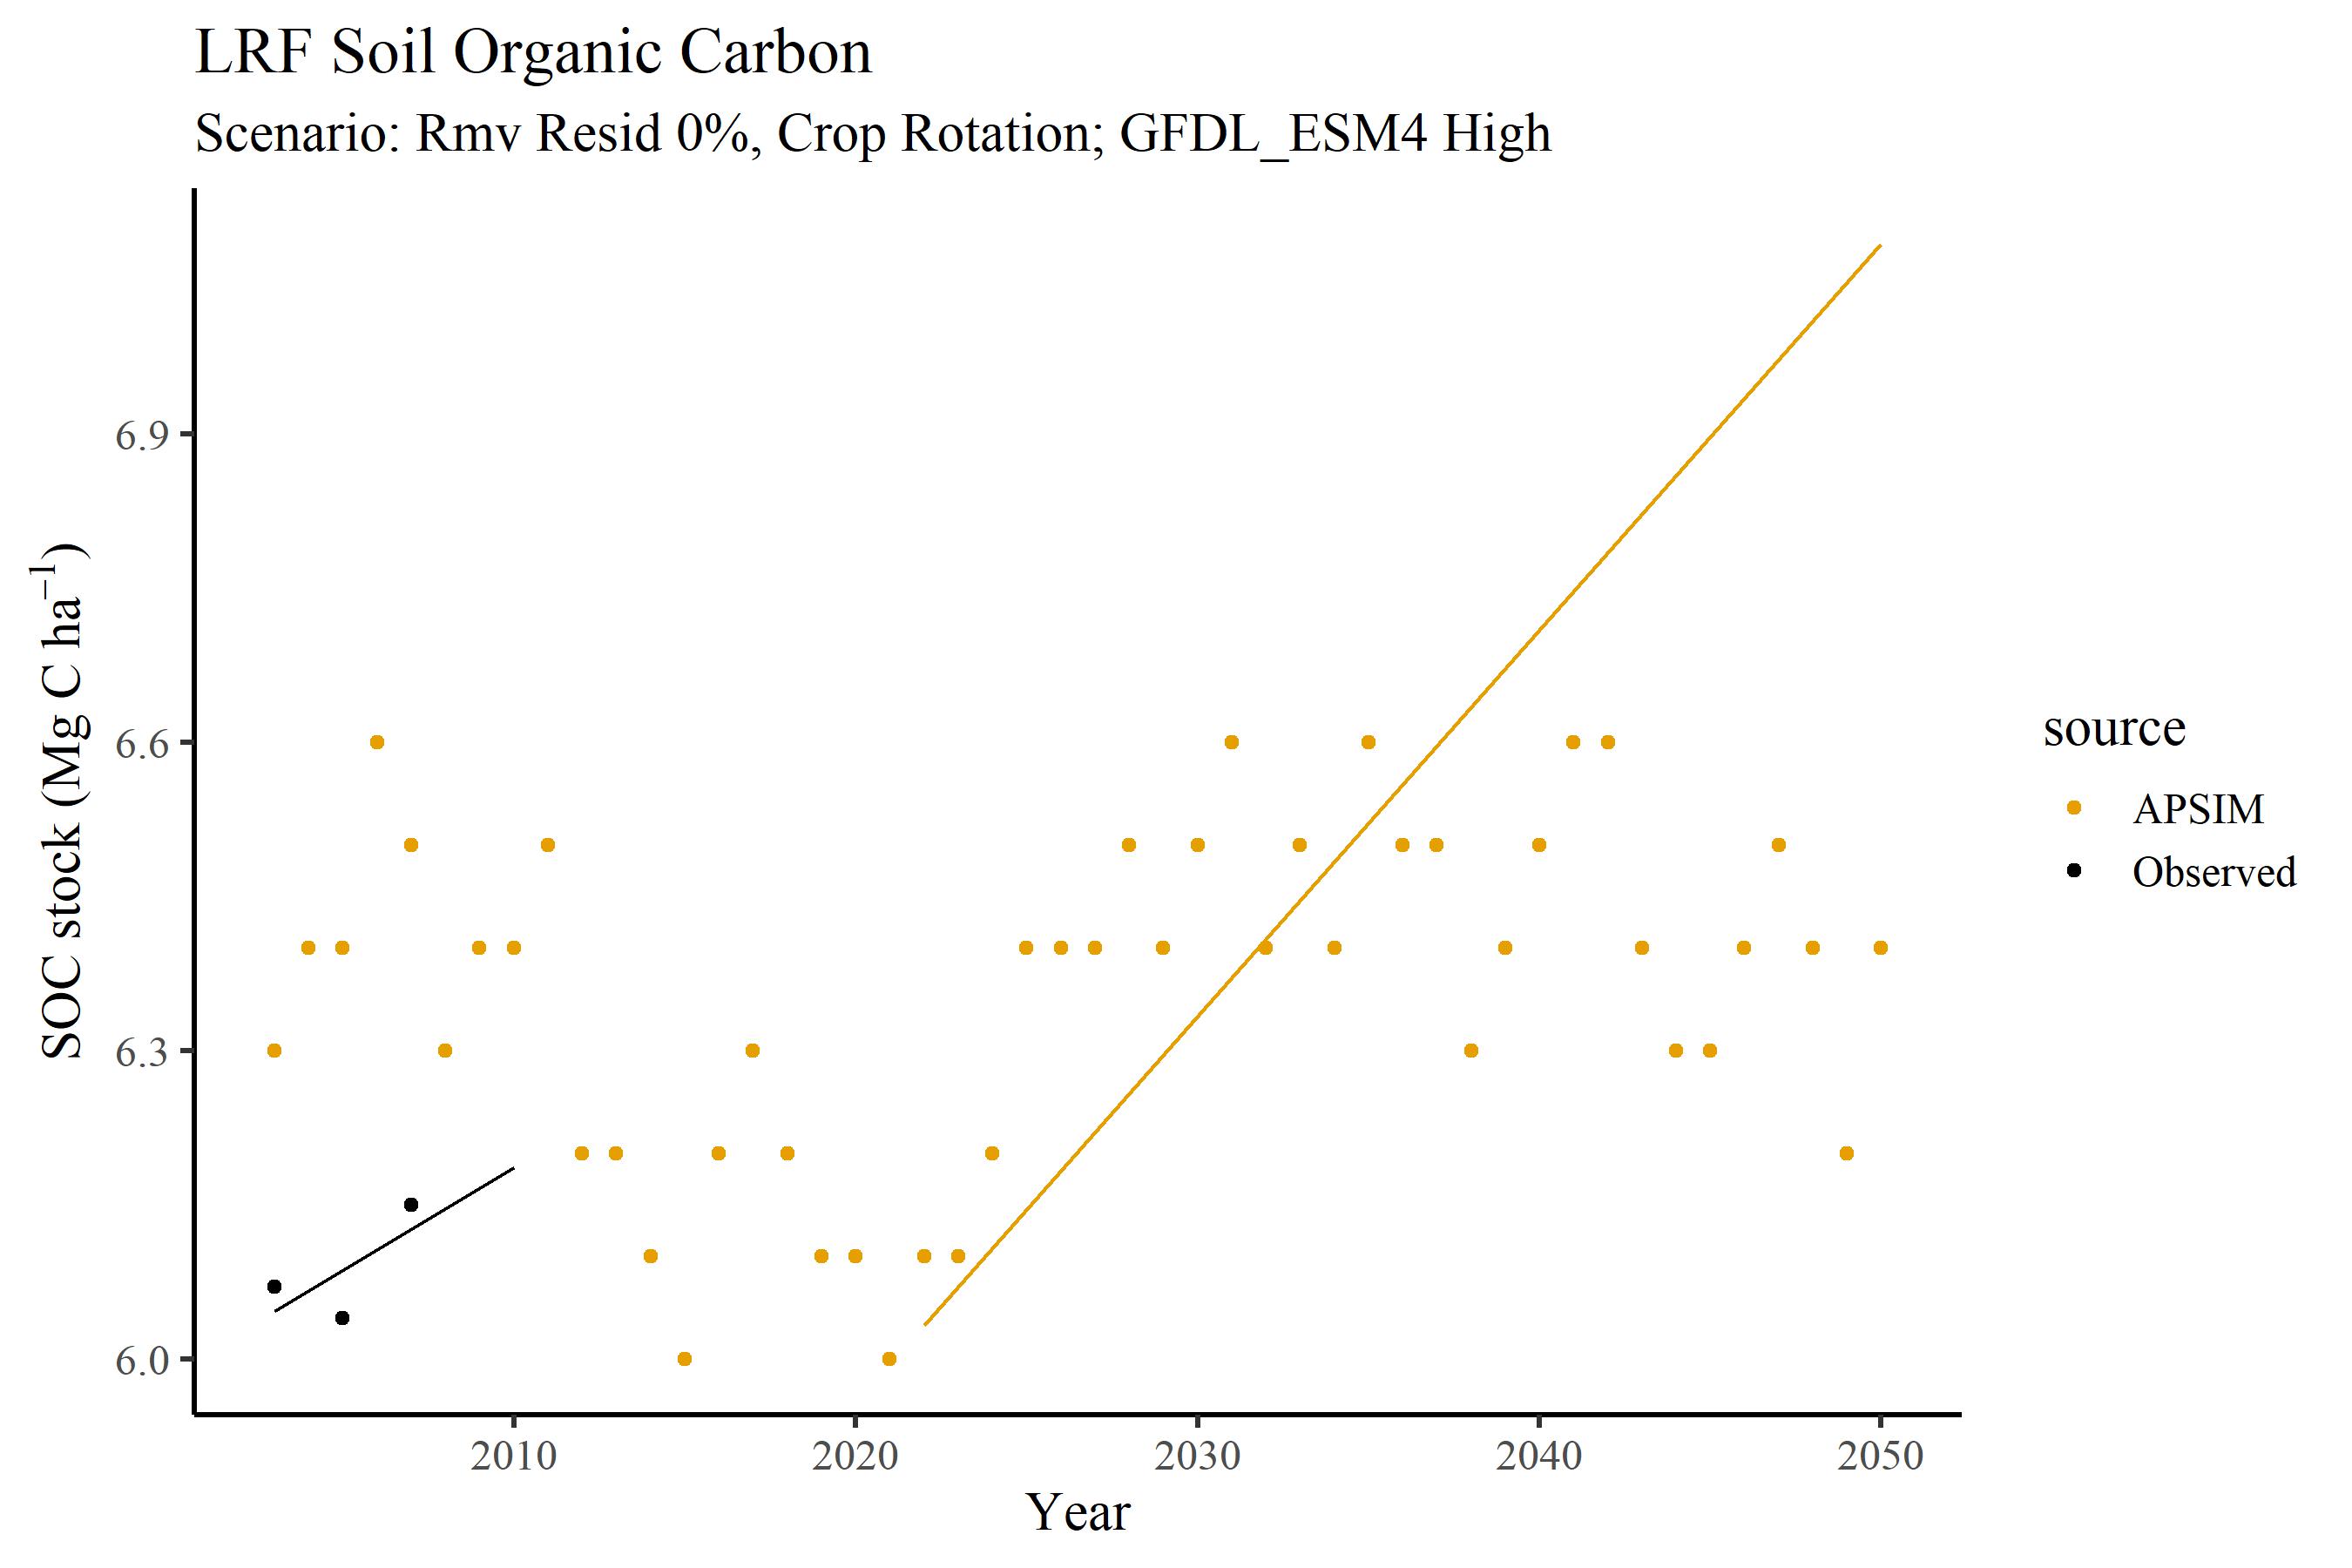 LRF Soil Organic Carbon
Scenario: Rmv Resid 0%, Crop Rotation; GFDL_ESM4 High
SOC stock (Mg C ha⁻¹)
6.9
6.6
6.3
6.0
2010 2020 2030 2040 2050
Year
source
APSIM
Observed